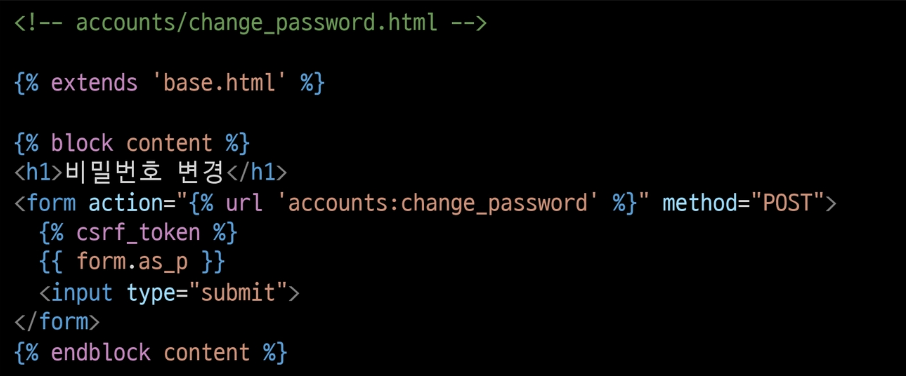 <!-- accounts/change_password.html -->
{% extends 'base.html' %}
{% block content %}
<h1>비밀번호 변경</h1>
<form action="{% url 'accounts:change_password' %}" method="POST">
{% csrf_token %}
{{ form.as_p }}
<input type="submit">
</form>
{% endblock content %}